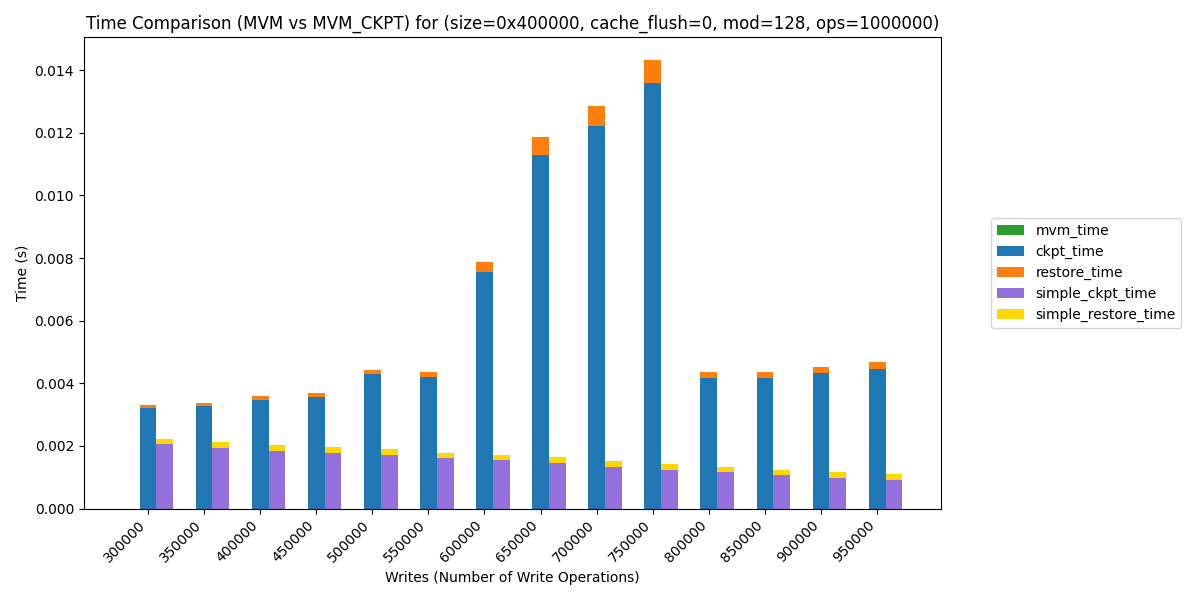 Time Comparison (MVM vs MVM_CKPT) for (size=0x400000, cache_flush=0, mod=128, ops=1000000)
Time (s)
0.014
0.012
0.010
0.008
0.006
0.004
0.002
0.000
300000
350000
400000
450000
500000
550000
600000
650000
700000
750000
800000
850000
900000
950000
Writes (Number of Write Operations)
mvm_time
ckpt_time
restore_time
simple_ckpt_time
simple_restore_time